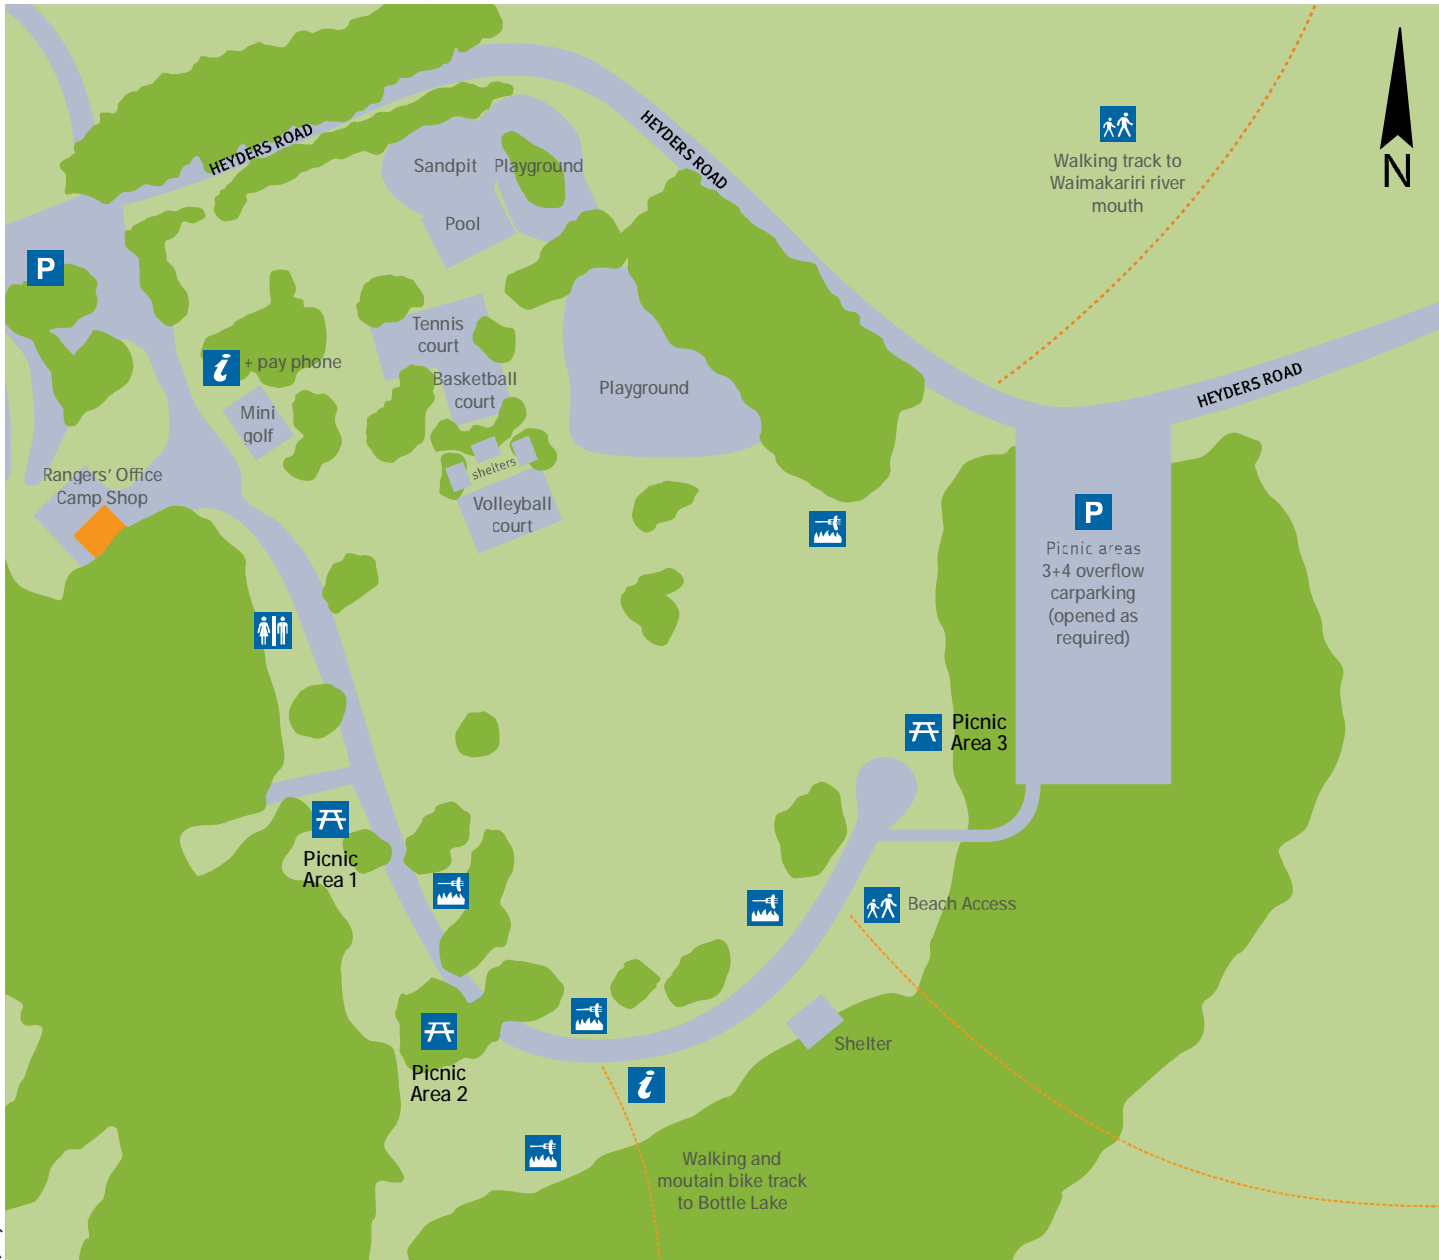 HEYDERS ROAD
HEYDERS ROAD
Walking track to
Waimakariri river
mouth
N
Sandpit
Playground
Pool
P
Tennis
court
i
+ pay phone
Basketball
court
Playground
HEYDERS ROAD
Mini
golf
Rangers' Office
Camp Shop
shelters
Volleyball
court
P
Picnic areas
3+4 overflow
carparking
(opened as
required)
Picnic
Area 3
Picnic
Area 1
Beach Access
Shelter
Picnic
Area 2
i
Walking and
moutain bike track
to Bottle Lake